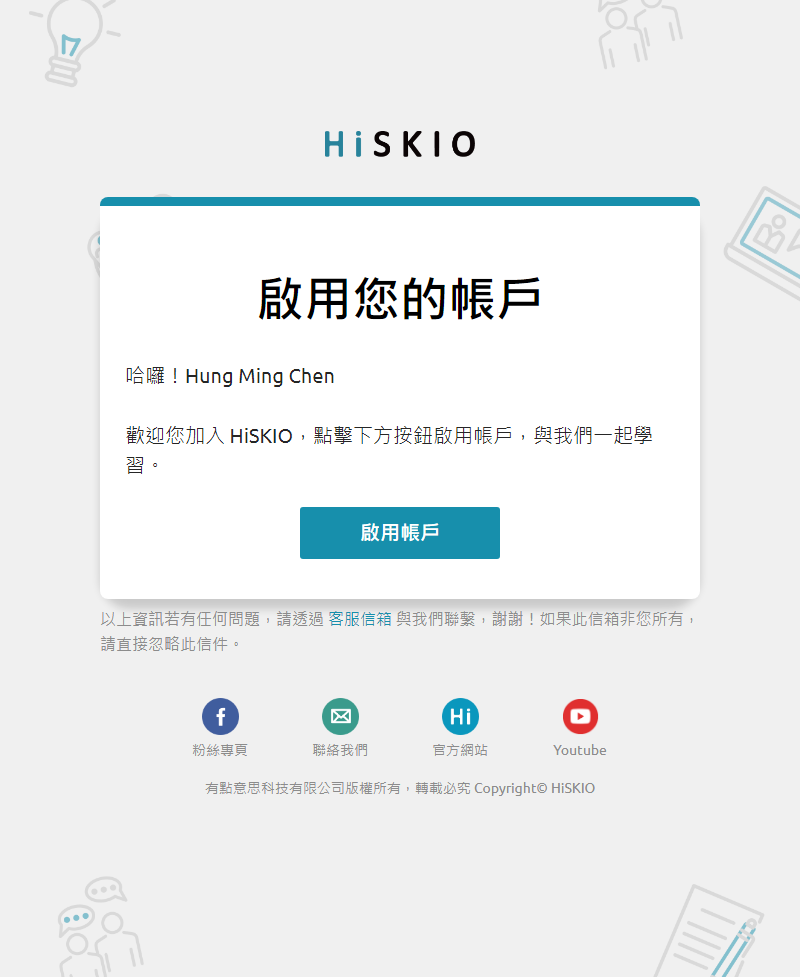 HiSKIO
啟用您的帳戶
哈囉！Hung Ming Chen
歡迎您加入 HiSKIO，點擊下方按鈕啟用帳戶，與我們一起學
習。
啟用帳戶
以上資訊若有任何問題，請透過 客服信箱 與我們聯繫，謝謝！如果此信箱非您所有，
請直接忽略此信件。
Hi
粉絲專頁 聯絡我們 官方網站 Youtube
有點意思科技有限公司版權所有，轉載必究 Copyright© HiSKIO